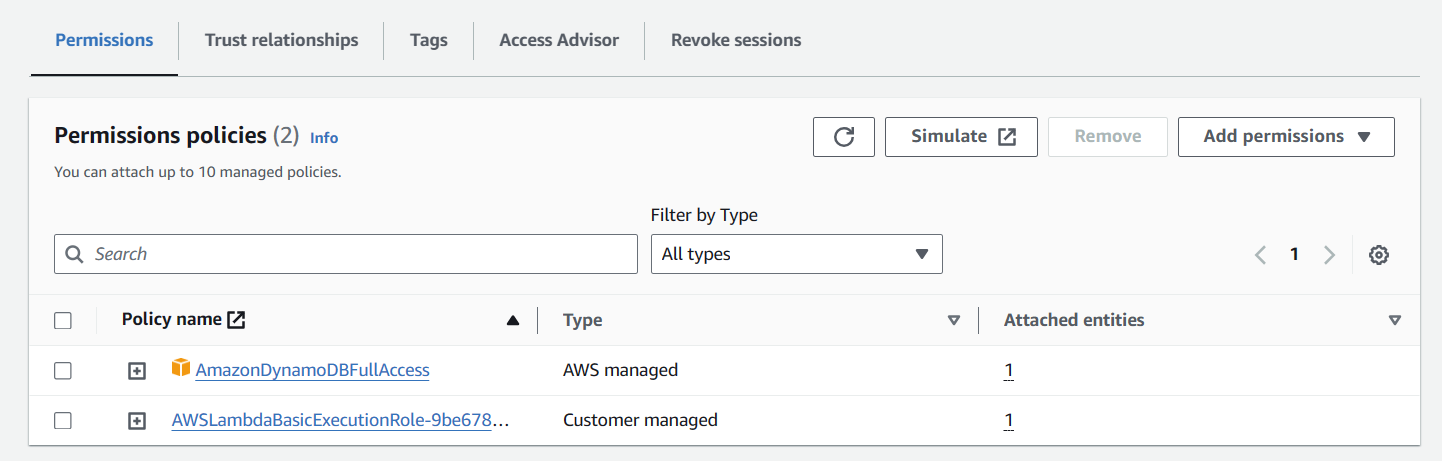 Permissions Trust relationships Tags Access Advisor Revoke sessions
Permissions policies (2) Info
Simulate Remove Add permissions
You can attach up to 10 managed policies.
Filter by Type
Search All types 1
Policy name Type Attached entities
AmazonDynamoDBFullAccess AWS managed 1
AWSLambdaBasicExecutionRole-9be678... Customer managed 1